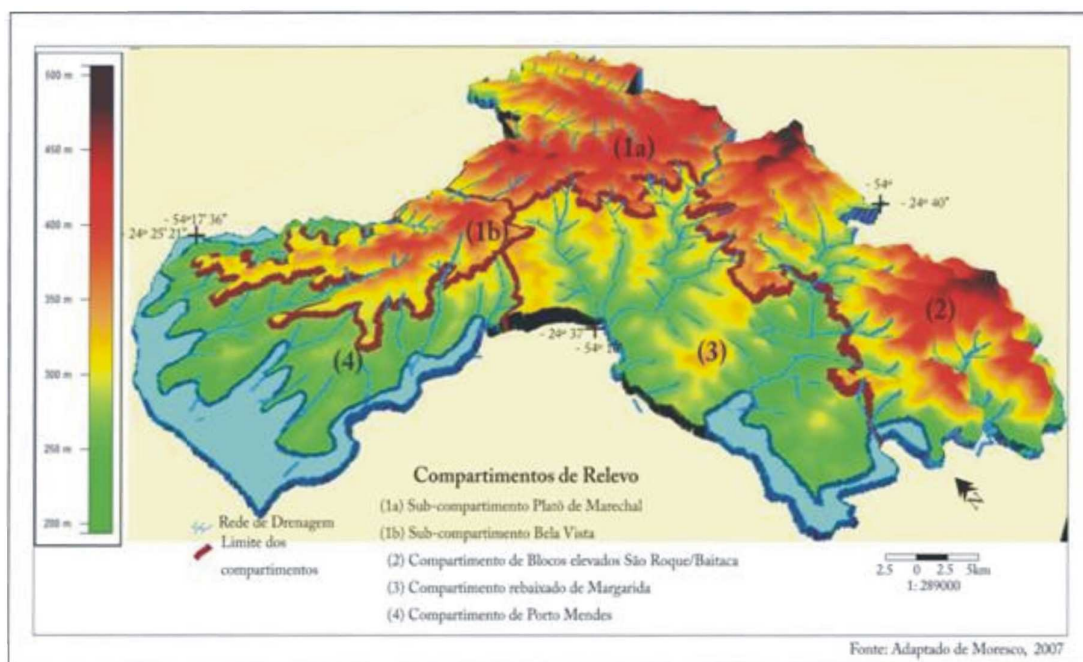 500 m
450 m
350 m
300 m
250 m
200 m
- 54º17'36"
- 24º 25' 21"
(1a)
(1b)
- 54º
- 24º 40"
(2)
(3)
(4)
- 24º 37'
Compartimentos de Relevo
(1a) Sub-compartimento Platô de Marechal
(1b) Sub-compartimento Bela Vista
(2) Compartimento de Blocos elevados São Roque/Baitaca
(3) Compartimento rebaixado de Margarida
(4) Compartimento de Porto Mendes
Rede de Drenagem
Limite dos
compartimentos
2.5 0 2.5 5km
1: 289000
Fonte: Adaptado de Moresco, 2007